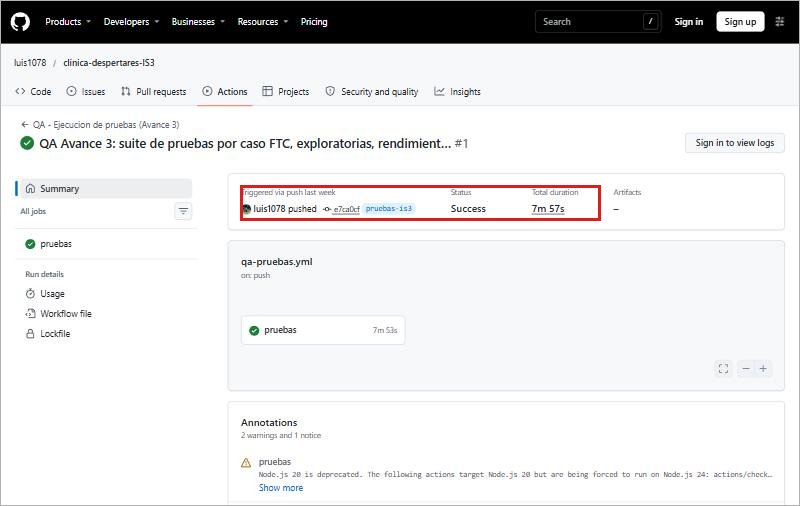 Products Developers Businesses Resources Pricing Search / Sign in Sign up
luis1078 / clinica-despertares-IS3
Code Issues Pull requests Actions Projects Security and quality Insights
← QA - Ejecucion de pruebas (Avance 3)
QA Avance 3: suite de pruebas por caso FTC, exploratorias, rendimient... #1
Sign in to view logs
Summary
All jobs
pruebas
Run details
Usage
Workflow file
Lockfile
Triggered via push last week Status Total duration Artifacts
luis1078 pushed e7ca0cf pruebas-is3 Success 7m 57s –
qa-pruebas.yml
on: push
pruebas 7m 53s
Annotations
2 warnings and 1 notice
pruebas
Node.js 20 is deprecated. The following actions target Node.js 20 but are being forced to run on Node.js 24: actions/check…
Show more